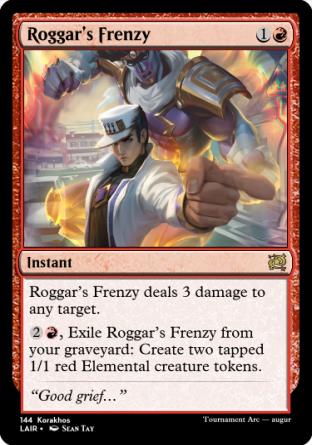 Roggar's Frenzy 1
Instant
Roggar's Frenzy deals 3 damage to
any target.
2, Exile Roggar's Frenzy from
your graveyard: Create two tapped
1/1 red Elemental creature tokens.
“Good grief…”
144 Korakhos
Tournament Arc — augur
LAIR • Sean Tay